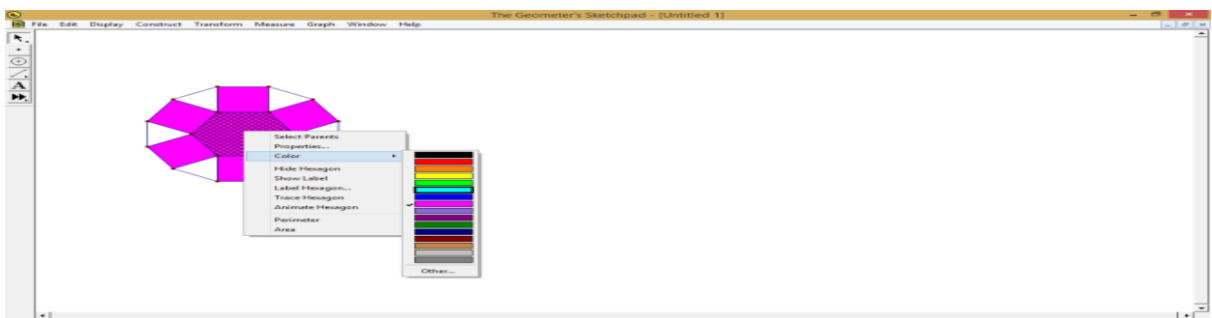 The Geometer's Sketchpad - [Untitled 1]
File Edit Display Construct Transform Measure Graph Window Help
A
Select Parents
Properties...
Color
Hide Hexagon
Show Label
Label Hexagon...
Trace Hexagon
Animate Hexagon
Perimeter
Area
Other...